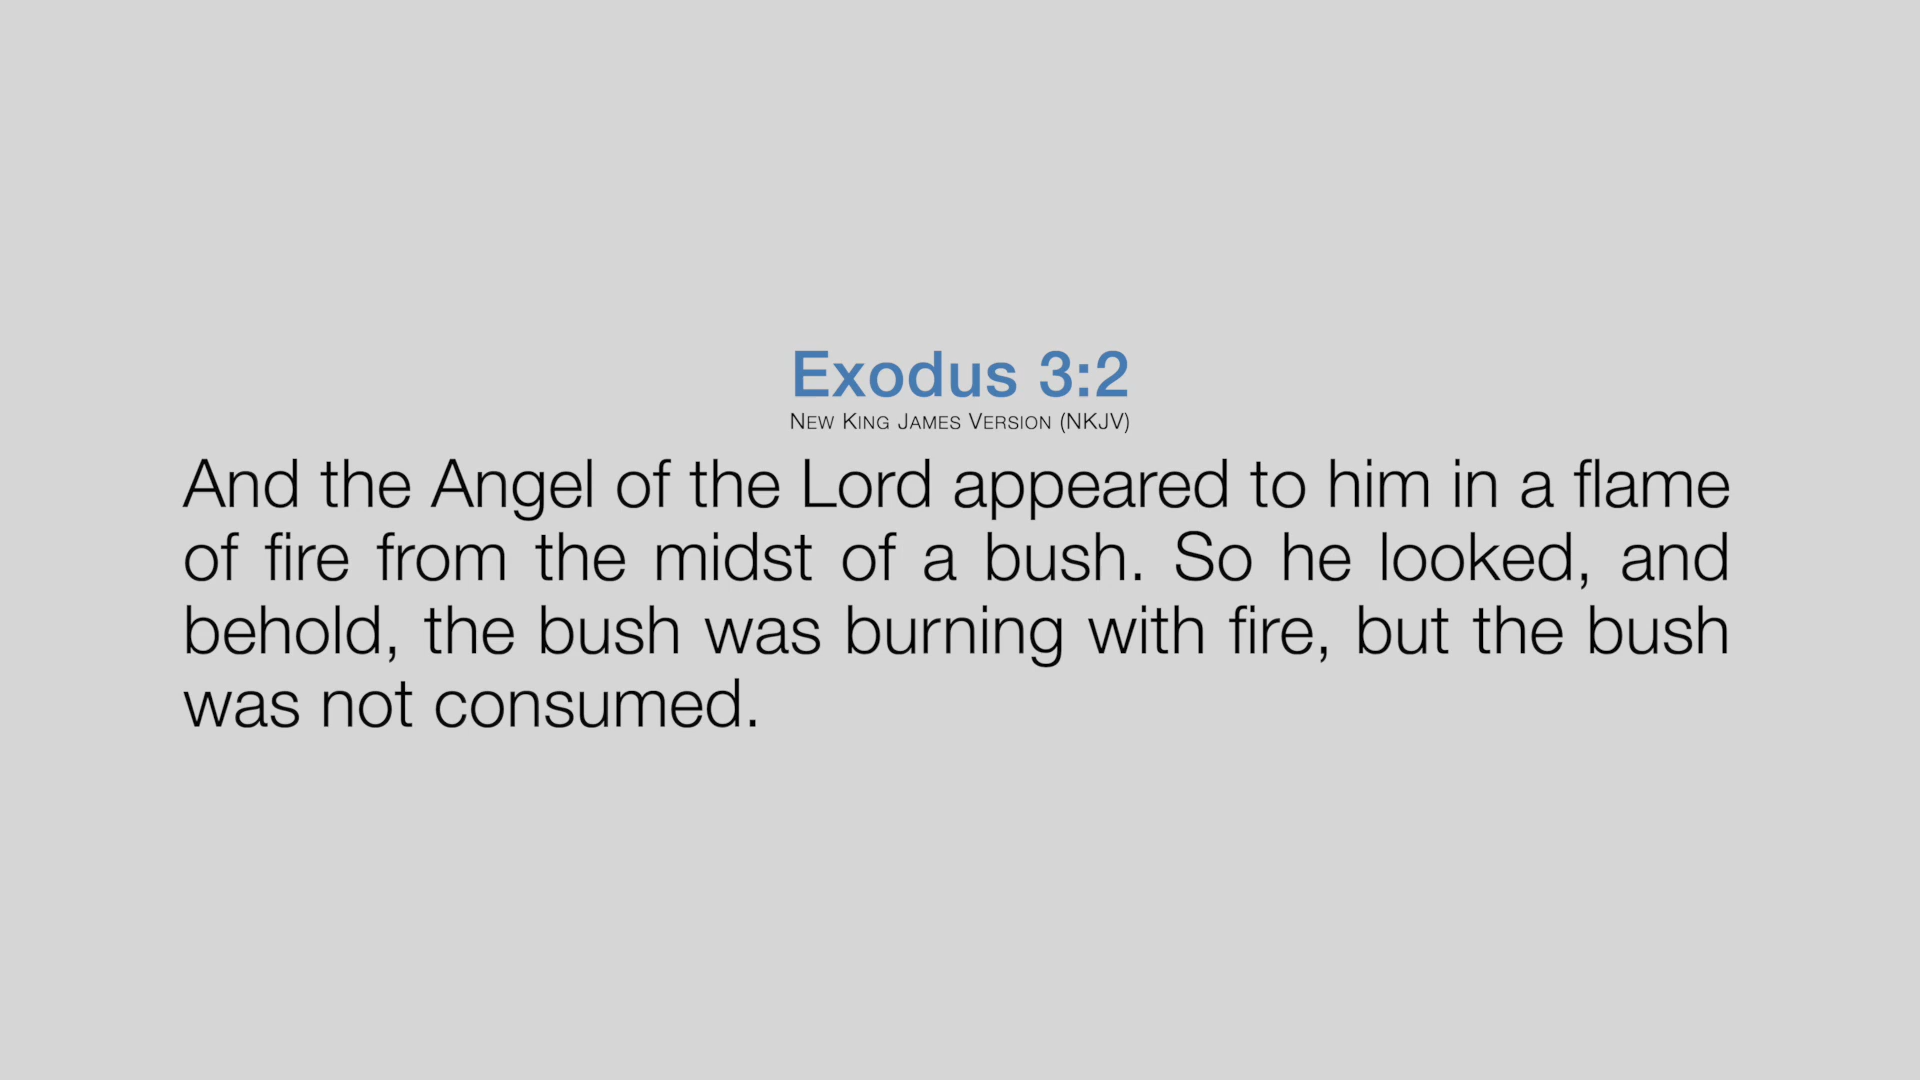 Exodus 3:2
New King James Version (NKJV)
And the Angel of the Lord appeared to him in a flame
of fire from the midst of a bush. So he looked, and
behold, the bush was burning with fire, but the bush
was not consumed.